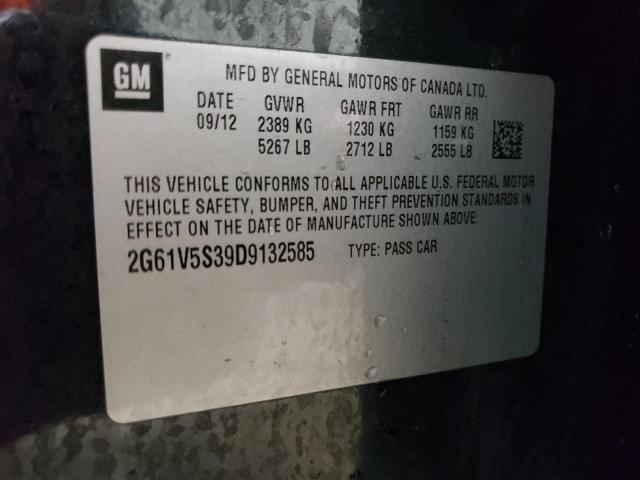 GM
MFD BY GENERAL MOTORS OF CANADA LTD.
DATE GVWR GAWR FRT GAWR RR
09/12 2389 KG 1230 KG 1159 KG
5267 LB 2712 LB 2555 LB
THIS VEHICLE CONFORMS TO ALL APPLICABLE U.S. FEDERAL MOTOR
VEHICLE SAFETY, BUMPER, AND THEFT PREVENTION STANDARDS IN
EFFECT ON THE DATE OF MANUFACTURE SHOWN ABOVE:
2G61V5S39D9132585 TYPE: PASS CAR